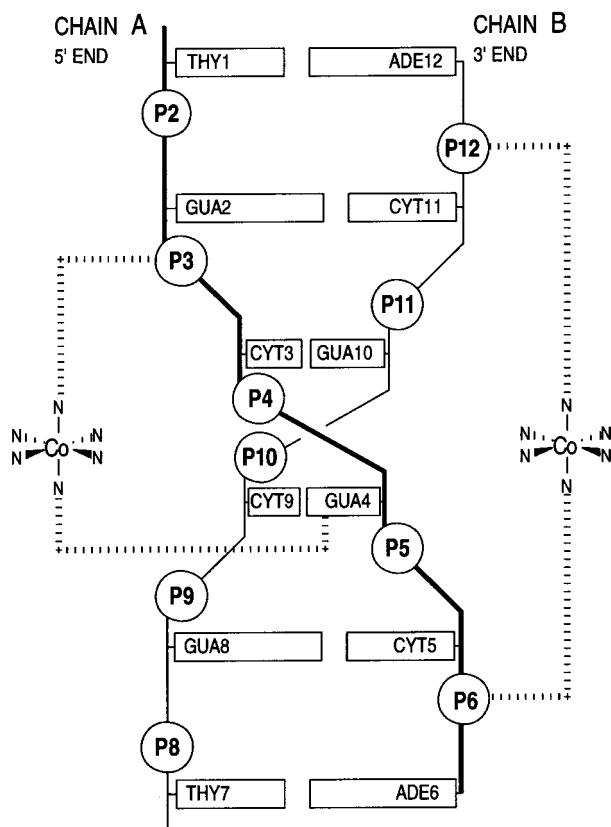 CHAIN A
5' END
CHAIN B
3' END
THY1
ADE12
P2
P12
GUA2
CYT11
P3
P11
CYT3
GUA10
P4
N
N
N Co N
N N
N
N
N Co N
N N
N
P10
CYT9
GUA4
P5
P9
GUA8
CYT5
P6
P8
THY7
ADE6